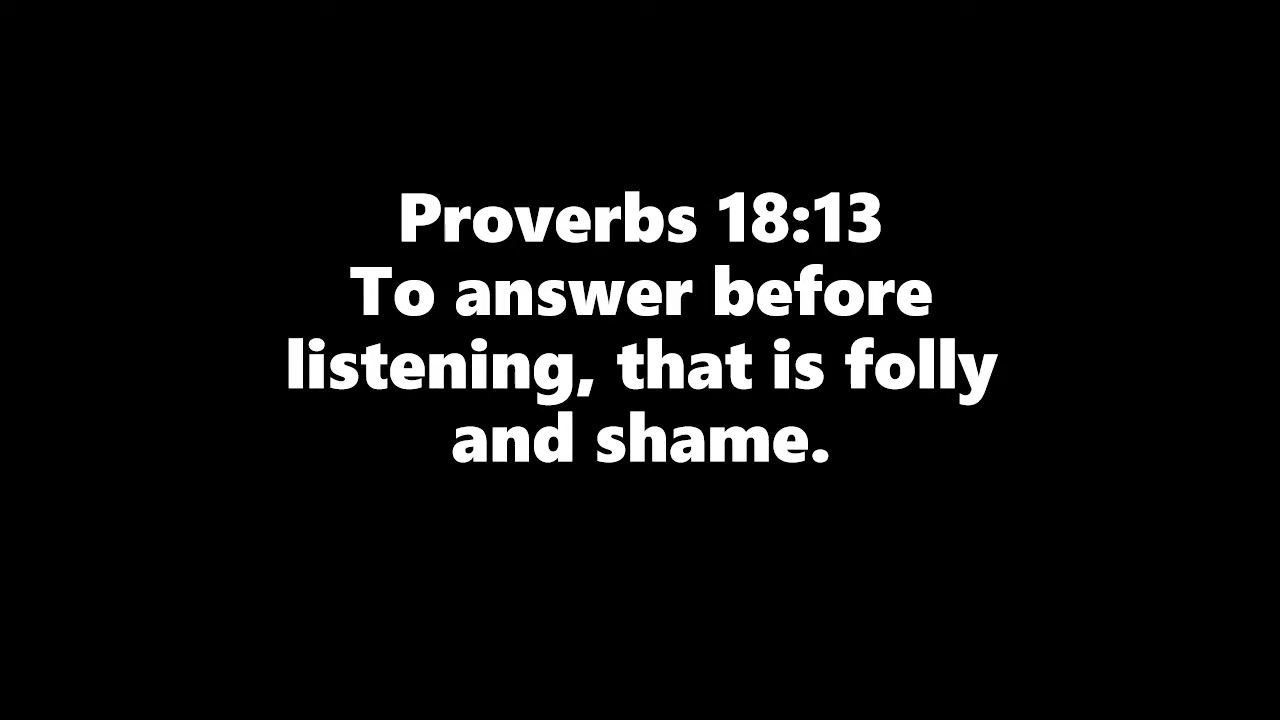 Proverbs 18:13
To answer before
listening, that is folly
and shame.